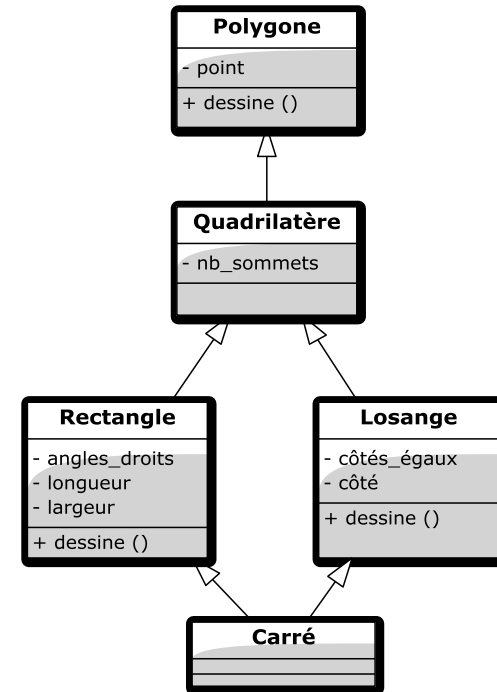 Polygone
- point
+ dessine ()
Quadrilatère
- nb_sommets
Rectangle
- angles_droits
- longueur
- largeur
+ dessine ()
Losange
- côtés_égaux
- côté
+ dessine ()
Carré